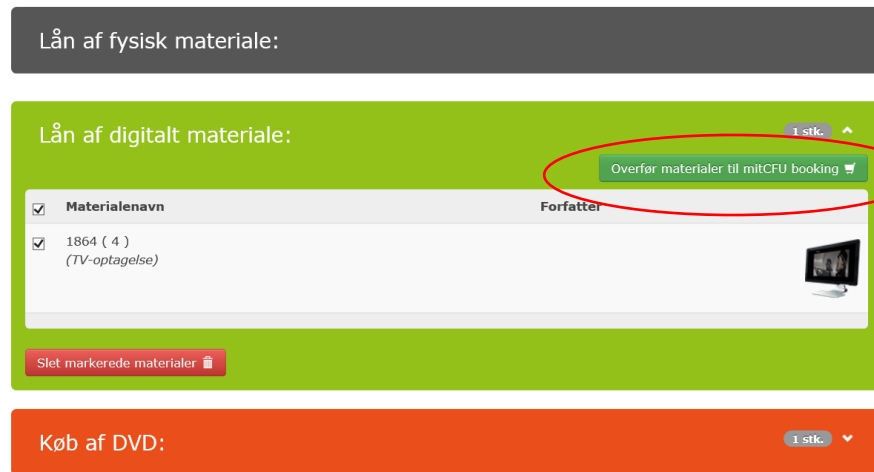 Lån af fysisk materiale:
Lån af digitalt materiale:
1 stk.
Overfør materialer til mitCFU booking
Materialenavn Forfatter
1864 ( 4 )
(TV-optagelse)
Slet markerede materialer
Køb af DVD:
1 stk.